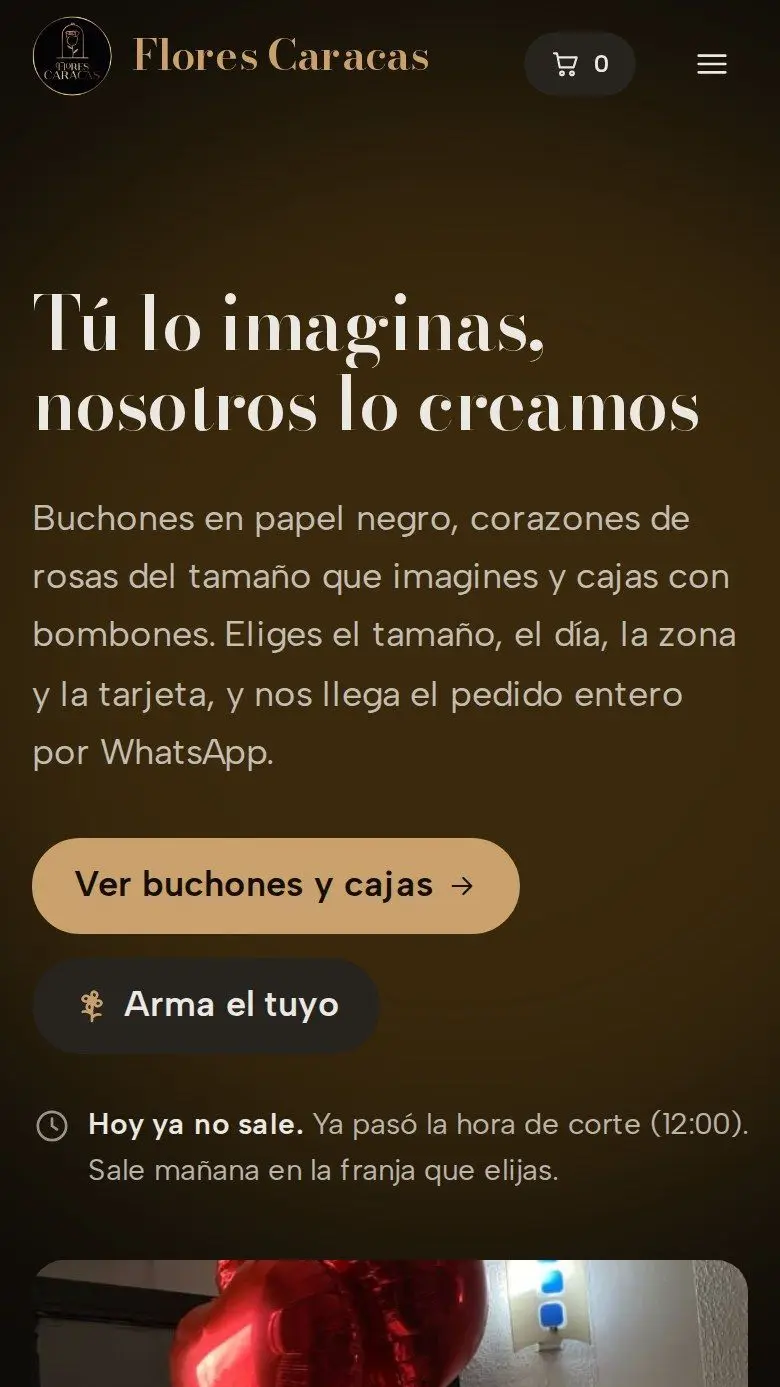 FLORES
CARACAS
Flores Caracas
0
Tú lo imaginas,
nosotros lo creamos
Buchones en papel negro, corazones de
rosas del tamaño que imagines y cajas con
bombones. Eliges el tamaño, el día, la zona
y la tarjeta, y nos llega el pedido entero
por WhatsApp.
Ver buchones y cajas →
Arma el tuyo
Hoy ya no sale. Ya pasó la hora de corte (12:00).
Sale mañana en la franja que elijas.